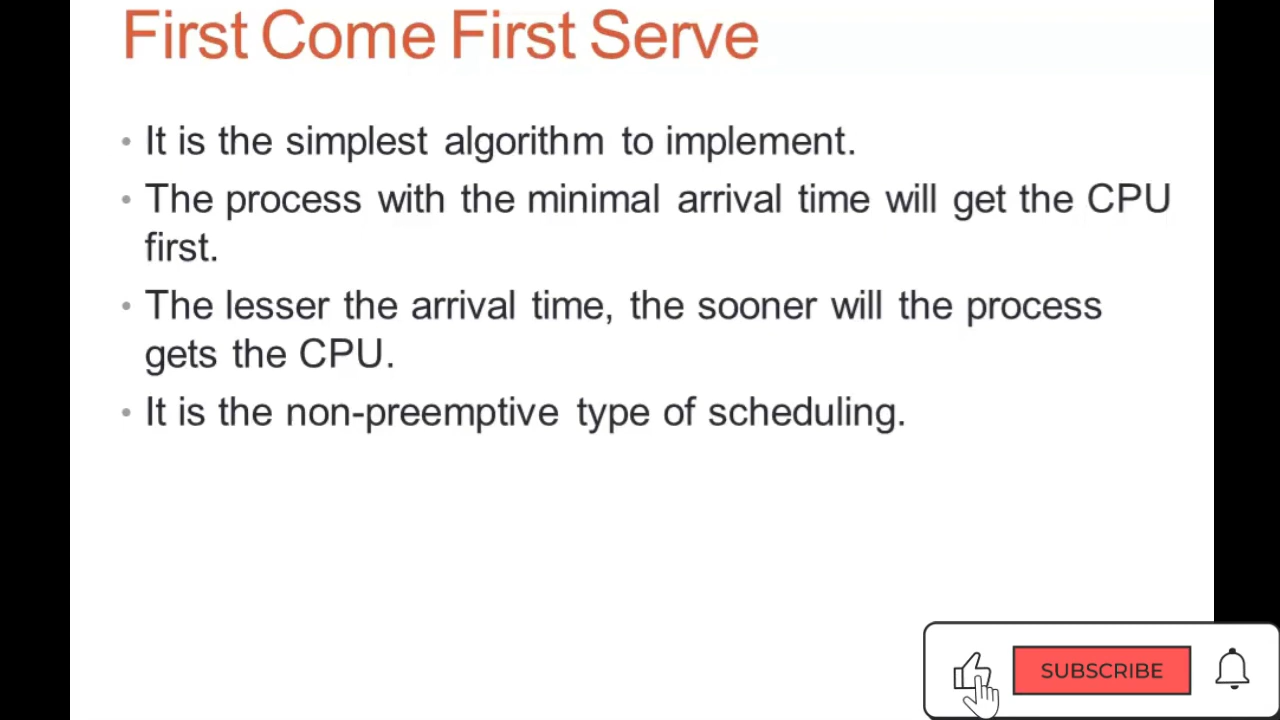 First Come First Serve
• It is the simplest algorithm to implement.
• The process with the minimal arrival time will get the CPU
first.
• The lesser the arrival time, the sooner will the process
gets the CPU.
• It is the non-preemptive type of scheduling.
SUBSCRIBE